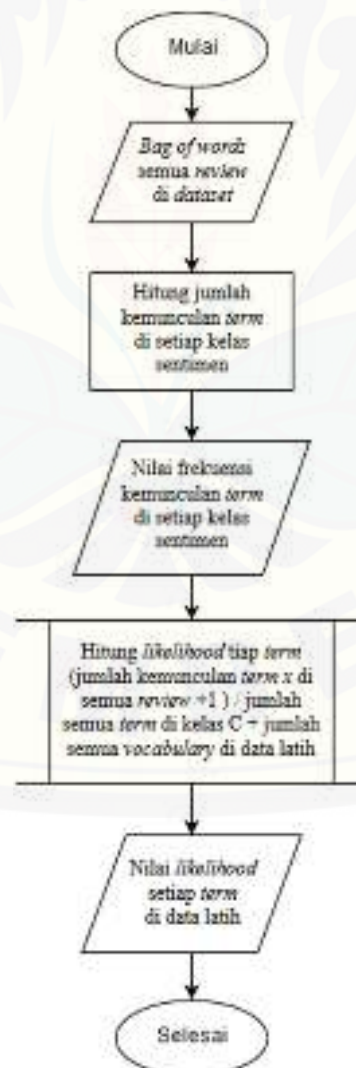 Mulai
Bag of words
semua review
di dataset
Hitung jumlah
kemunculan term
di setiap kelas
sentimen
Nilai frekuensi
kemunculan term
di setiap kelas
sentimen
Hitung likelihood tiap term
(jumlah kemunculan term x di
semua review +1 ) / jumlah
semua term di kelas C + jumlah
semua vocabulary di data latih
Nilai likelihood
setiap term
di data latih
Selesai